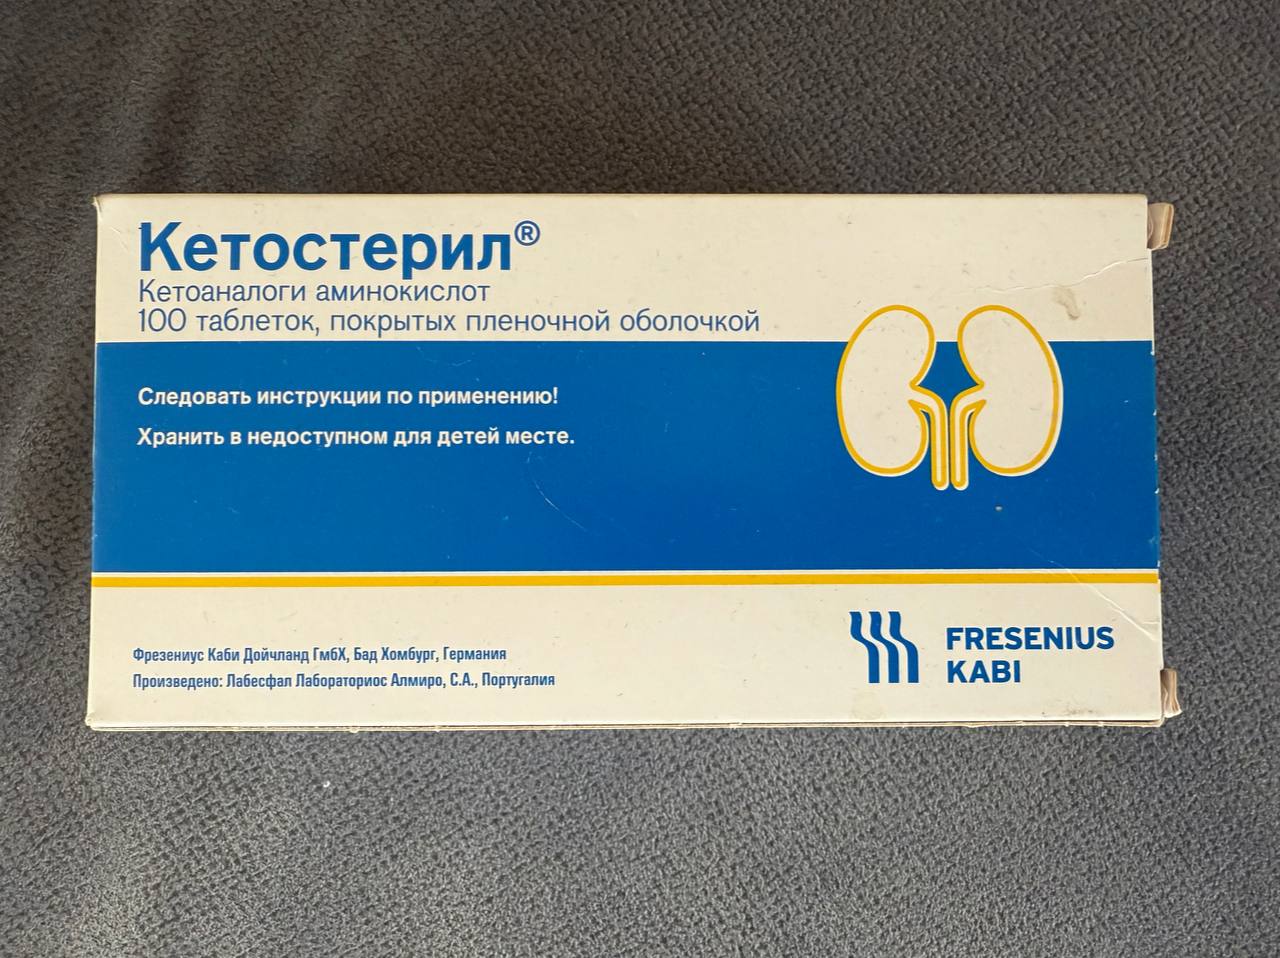 Кетостерил®
Кетоаналоги аминокислот
100 таблеток, покрытых пленочной оболочкой
Следовать инструкции по применению!
Хранить в недоступном для детей месте.
Фрезениус Каби Дойчланд ГмбХ, Бад Хомбург, Германия
Произведено: Лабесфал Лабораториос Алмиро, С.А., Португалия
FRESENIUS
KABI